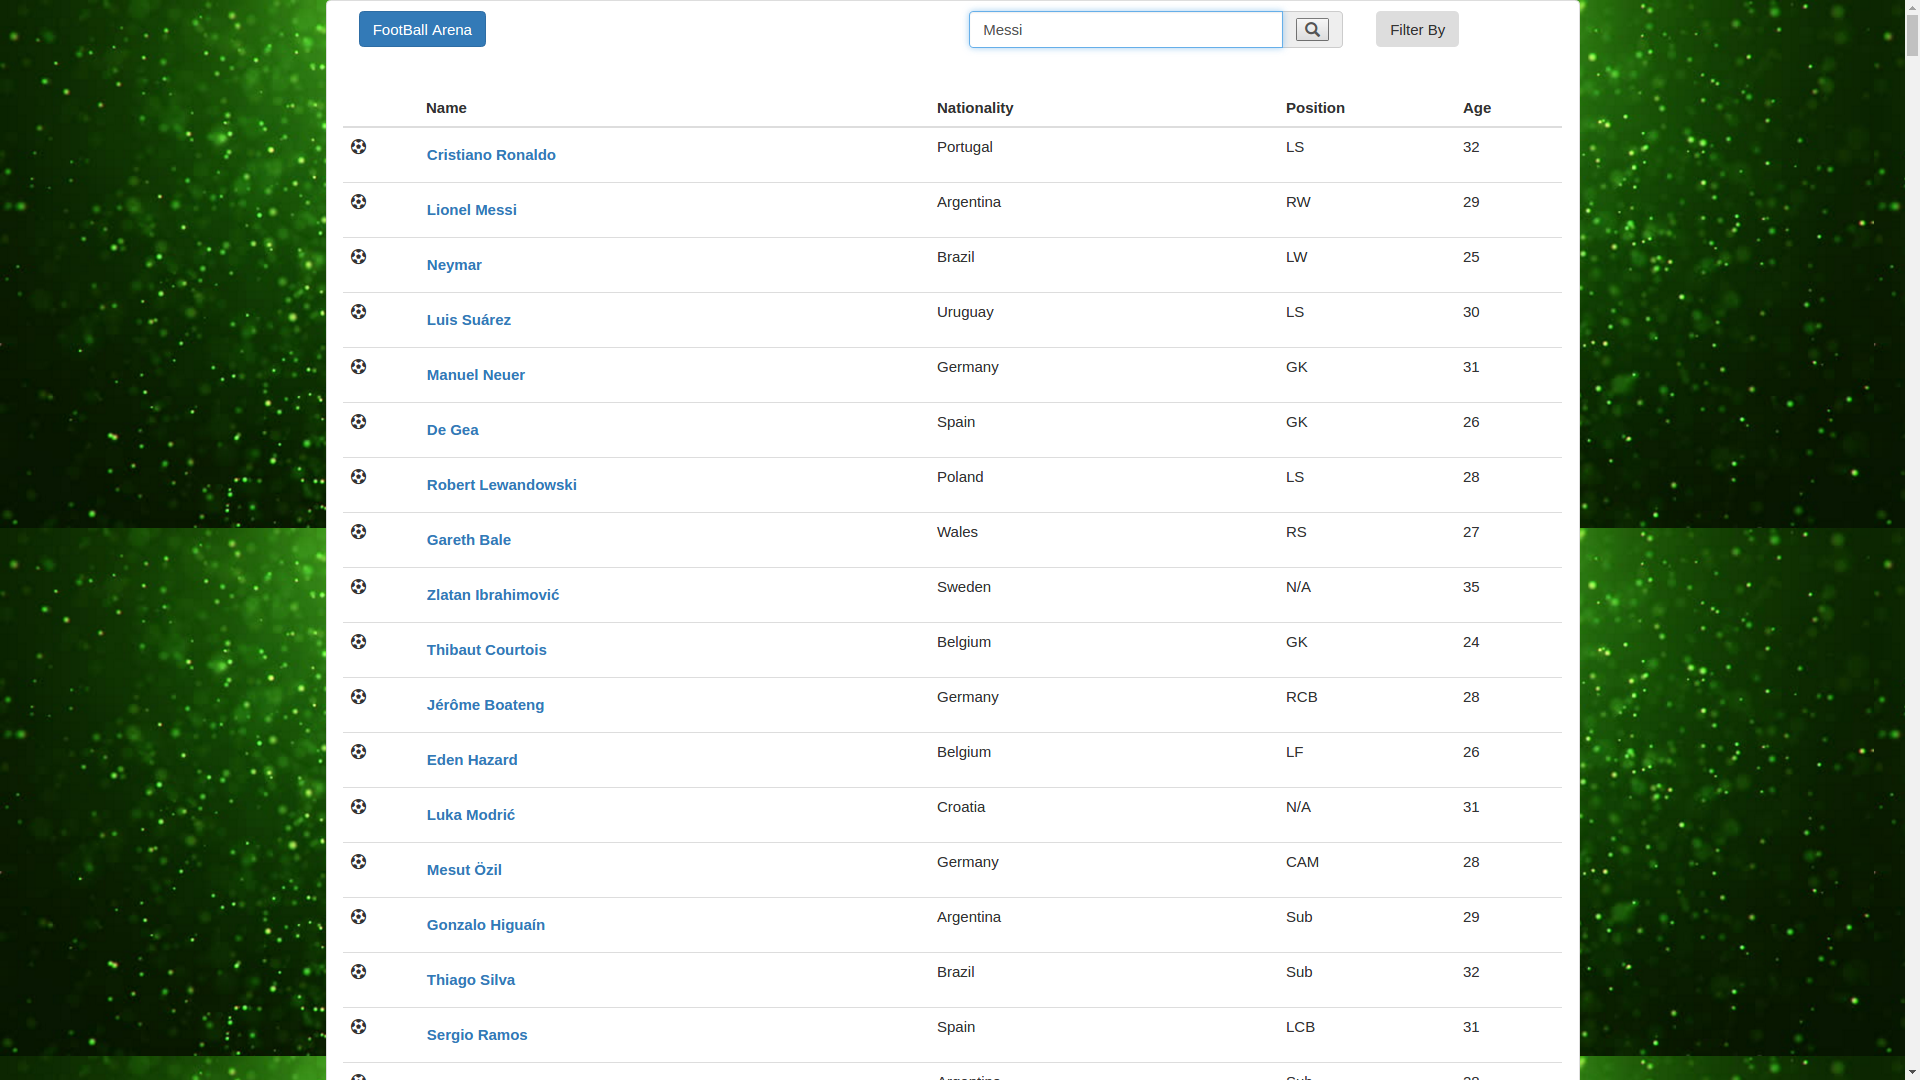 FootBall Arena Messi Filter By
Name Nationality Position Age
Cristiano Ronaldo Portugal LS 32
Lionel Messi Argentina RW 29
Neymar Brazil LW 25
Luis Suárez Uruguay LS 30
Manuel Neuer Germany GK 31
De Gea Spain GK 26
Robert Lewandowski Poland LS 28
Gareth Bale Wales RS 27
Zlatan Ibrahimović Sweden N/A 35
Thibaut Courtois Belgium GK 24
Jérôme Boateng Germany RCB 28
Eden Hazard Belgium LF 26
Luka Modrić Croatia N/A 31
Mesut Özil Germany CAM 28
Gonzalo Higuaín Argentina Sub 29
Thiago Silva Brazil Sub 32
Sergio Ramos Spain LCB 31
Argentina Sub